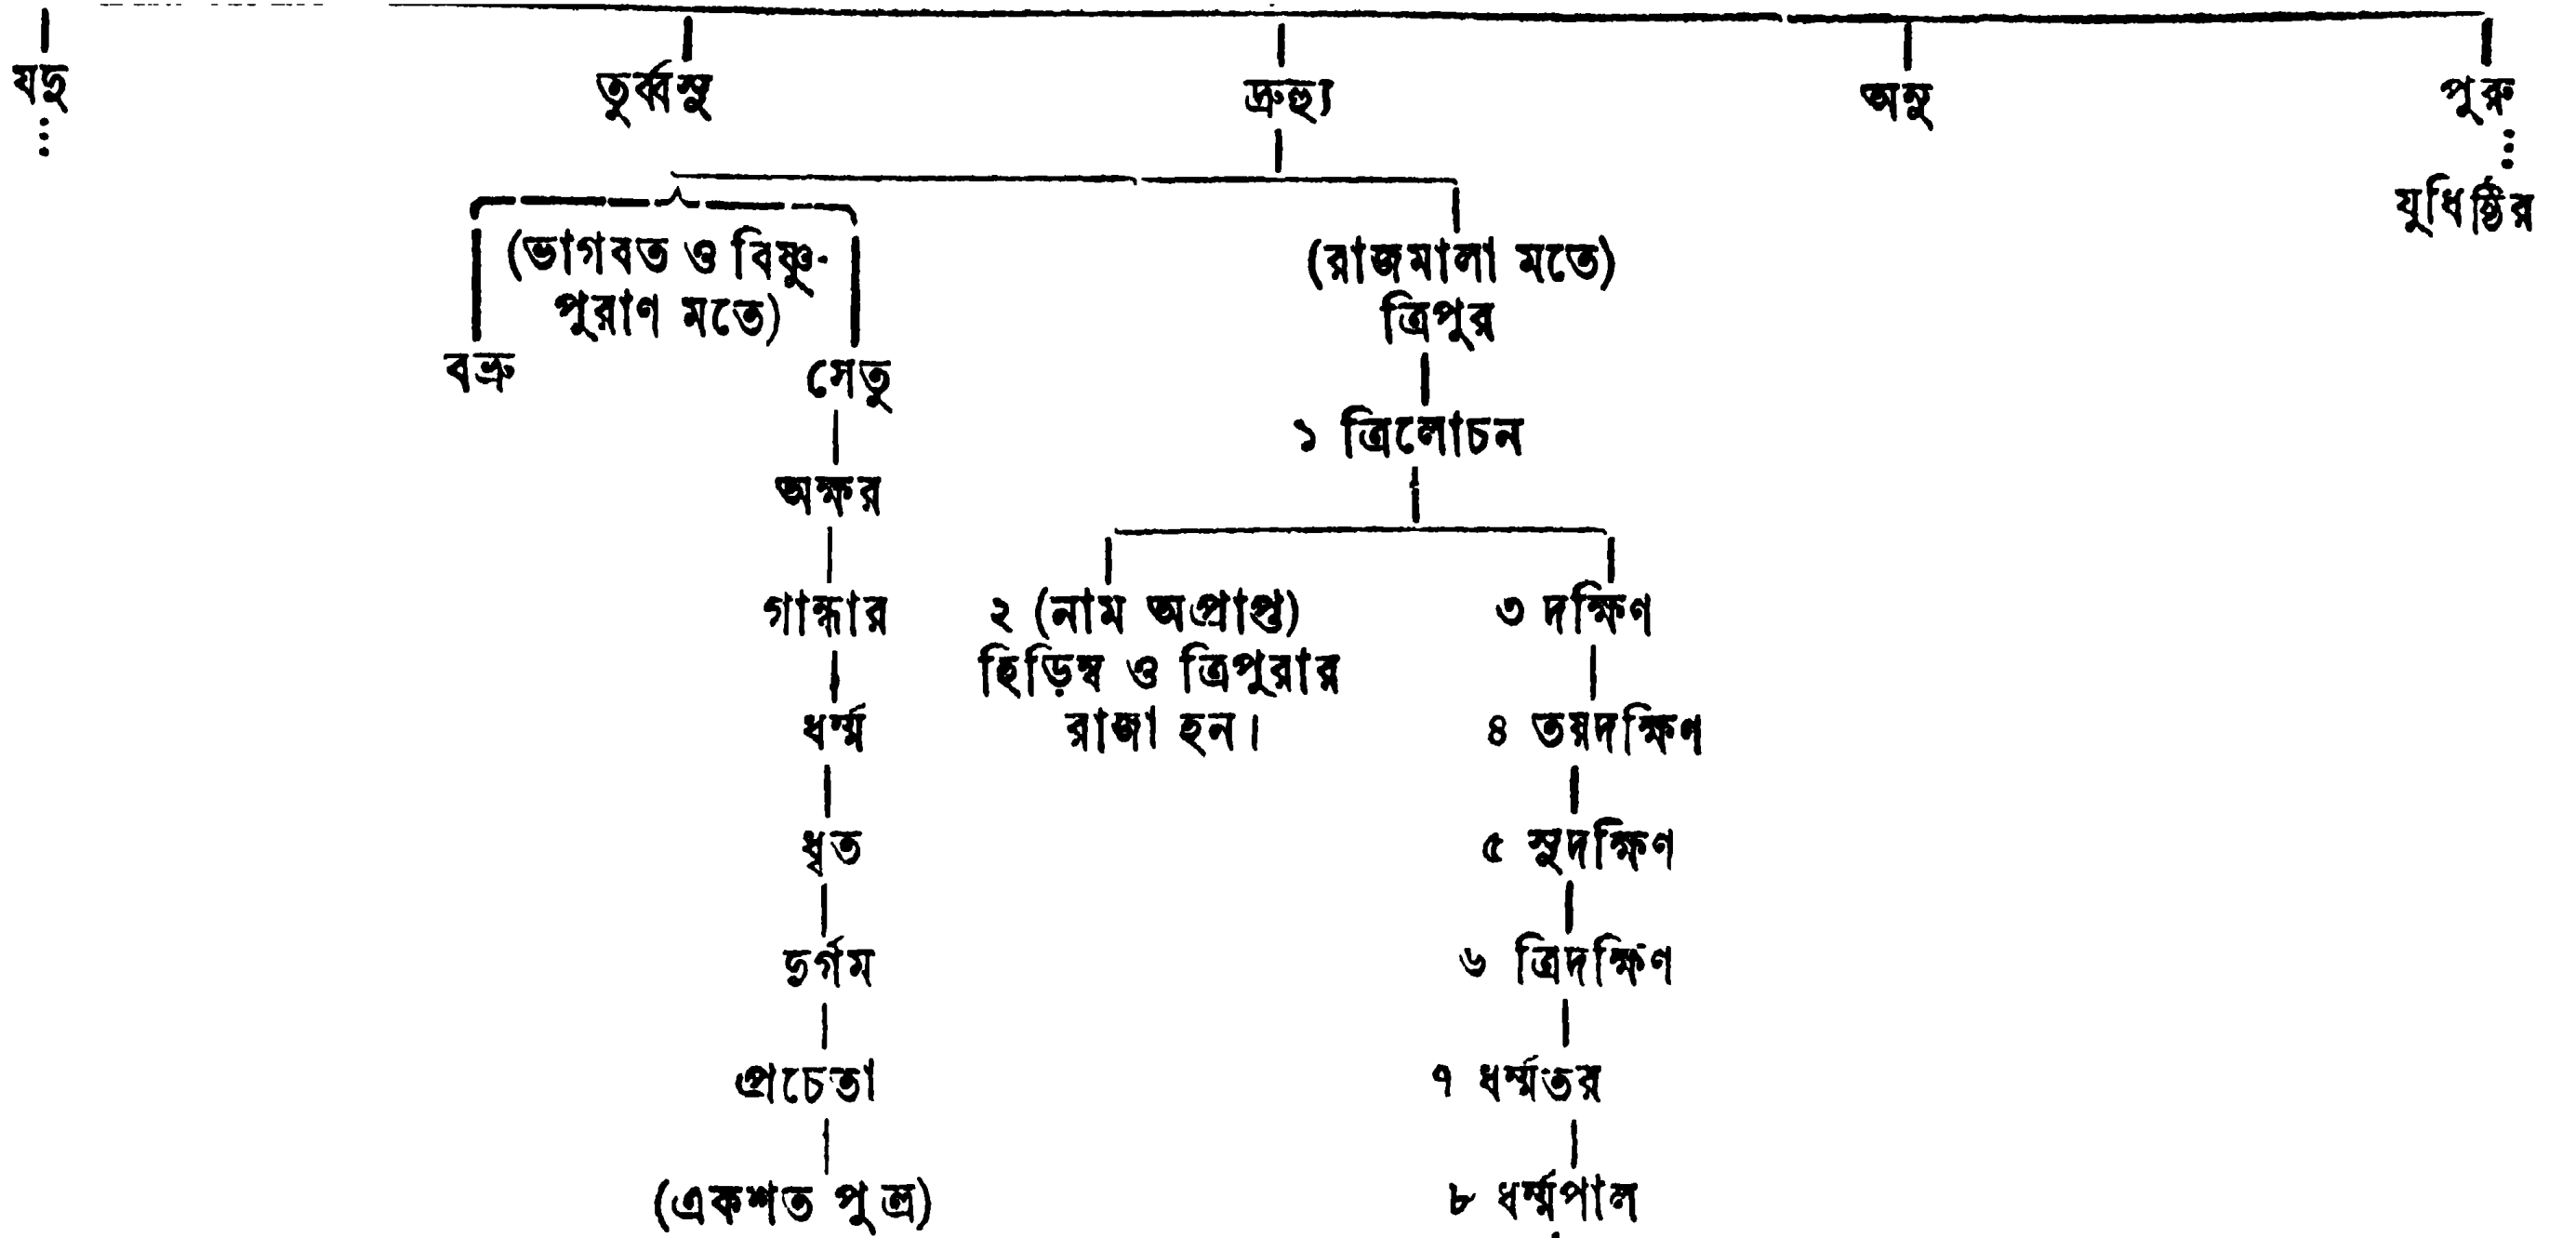 যদু তুর্ব্বসু দ্রুহ্যু অনু পুরু
যুধিষ্ঠির
(ভাগবত ও বিষ্ণু-
পুরাণ মতে)
বভ্রু
সেতু
অক্ষর
গান্ধার
ধর্ম্ম
ধৃত
দুর্গম
প্রচেতা
(একশত পুত্র)
(রাজমালা মতে)
ত্রিপুর
১ ত্রিলোচন
২ (নাম অপ্রাপ্ত)
হিড়িম্ব ও ত্রিপুরার
রাজা হন।
৩ দক্ষিণ
৪ তয়দক্ষিণ
৫ সুদক্ষিণ
৬ ত্রিদক্ষিণ
৭ ধর্ম্মতর
৮ ধর্ম্মপাল